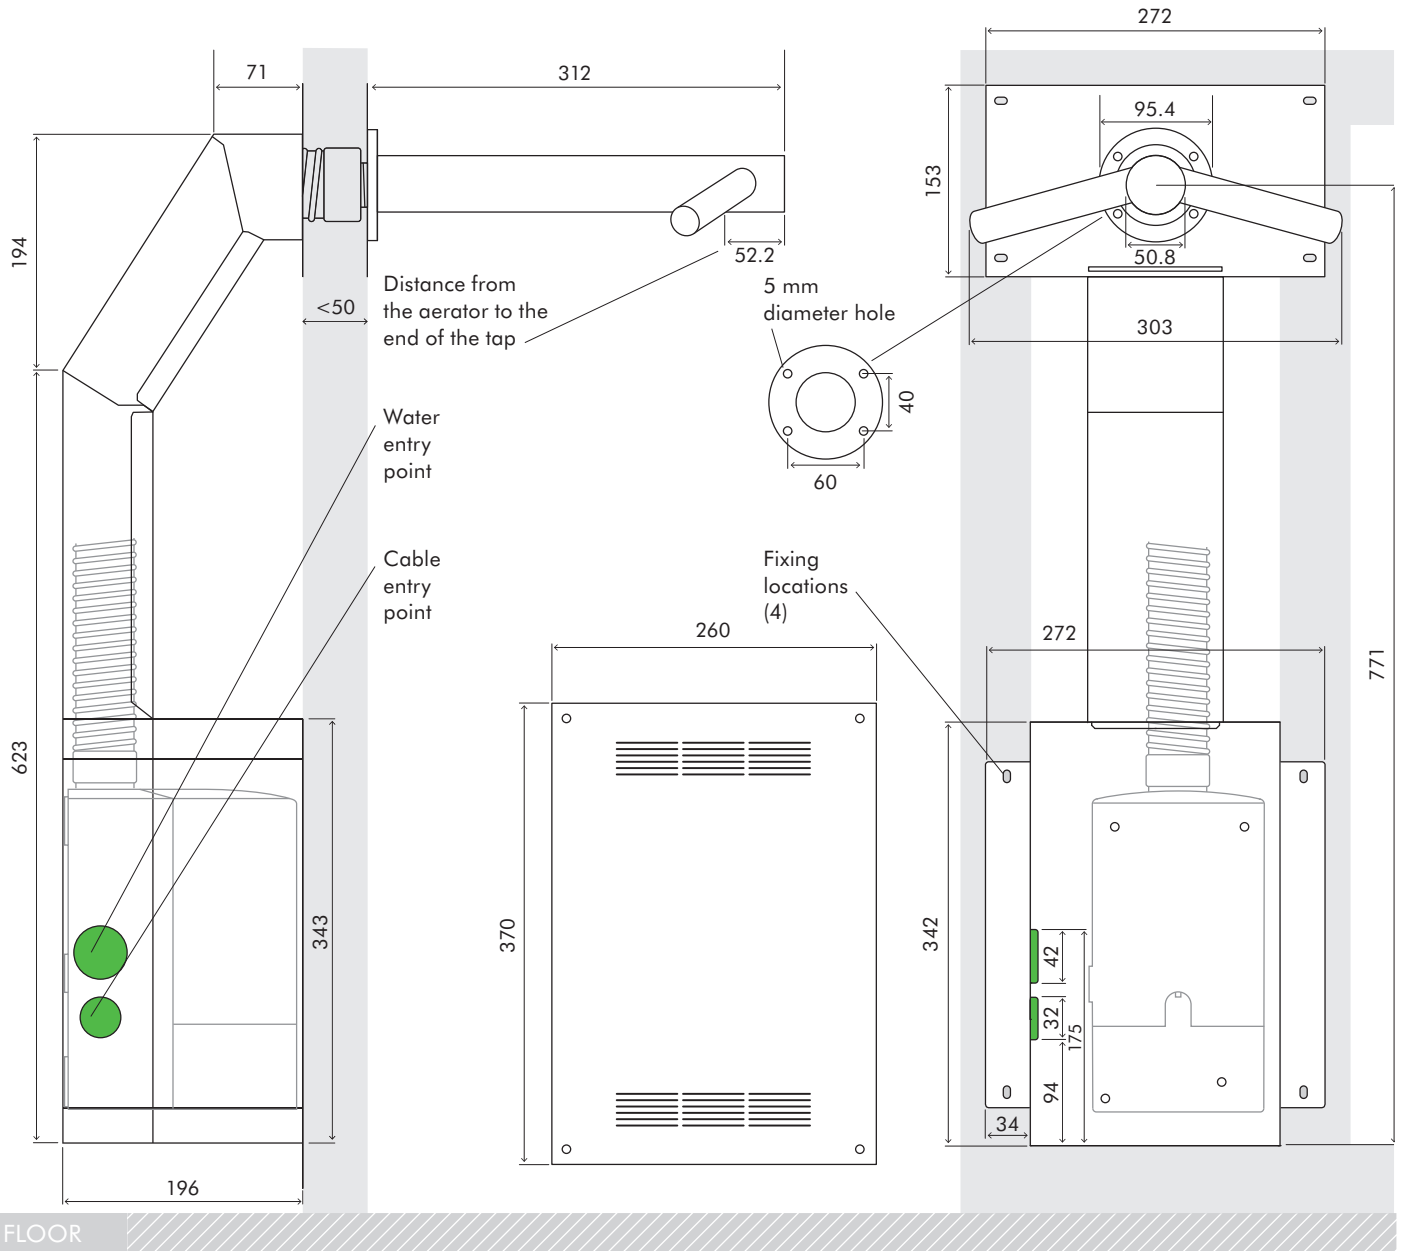 272
71
312
95.4
153
194
52.2
50.8
Distance from
the aerator to the
end of the tap
<50
5 mm
diameter hole
303
40
60
Water
entry
point
Cable
entry
point
Fixing
locations
(4)
260
272
771
623
343
370
342
42
32
175
94
34
196
FLOOR